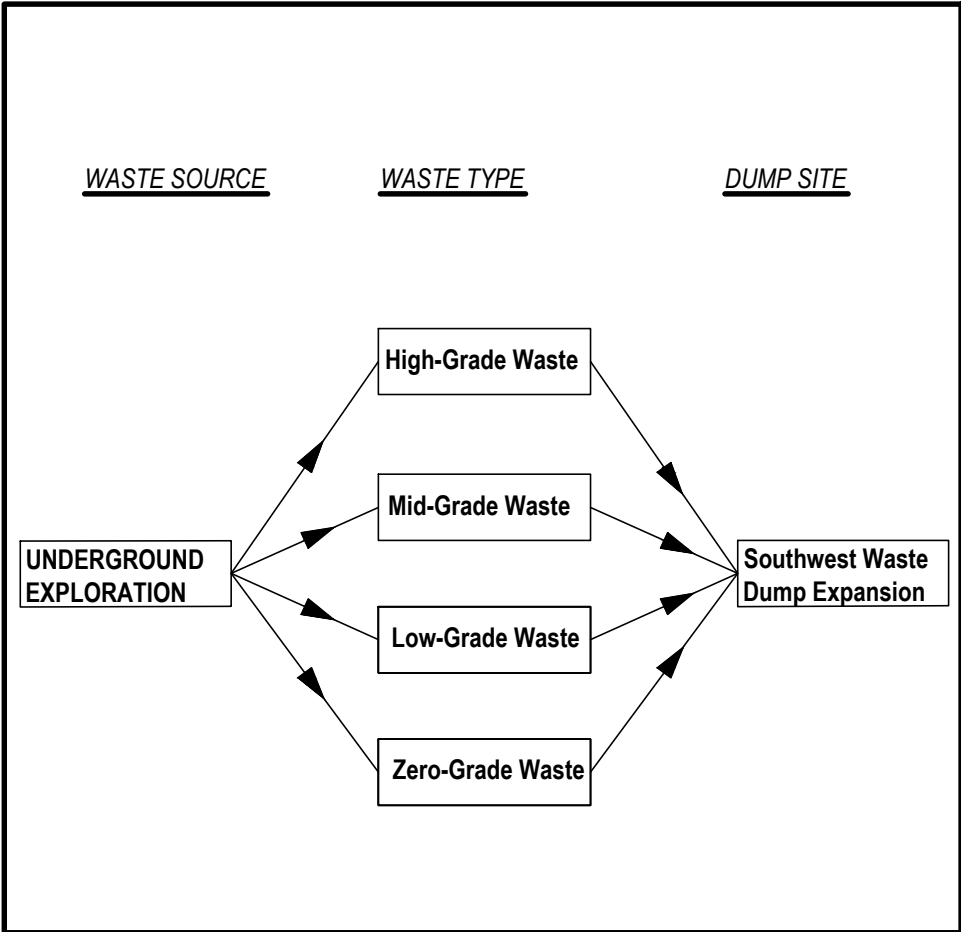 WASTE SOURCE
WASTE TYPE
DUMP SITE
High-Grade Waste
Mid-Grade Waste
UNDERGROUND
EXPLORATION
Southwest Waste
Dump Expansion
Low-Grade Waste
Zero-Grade Waste